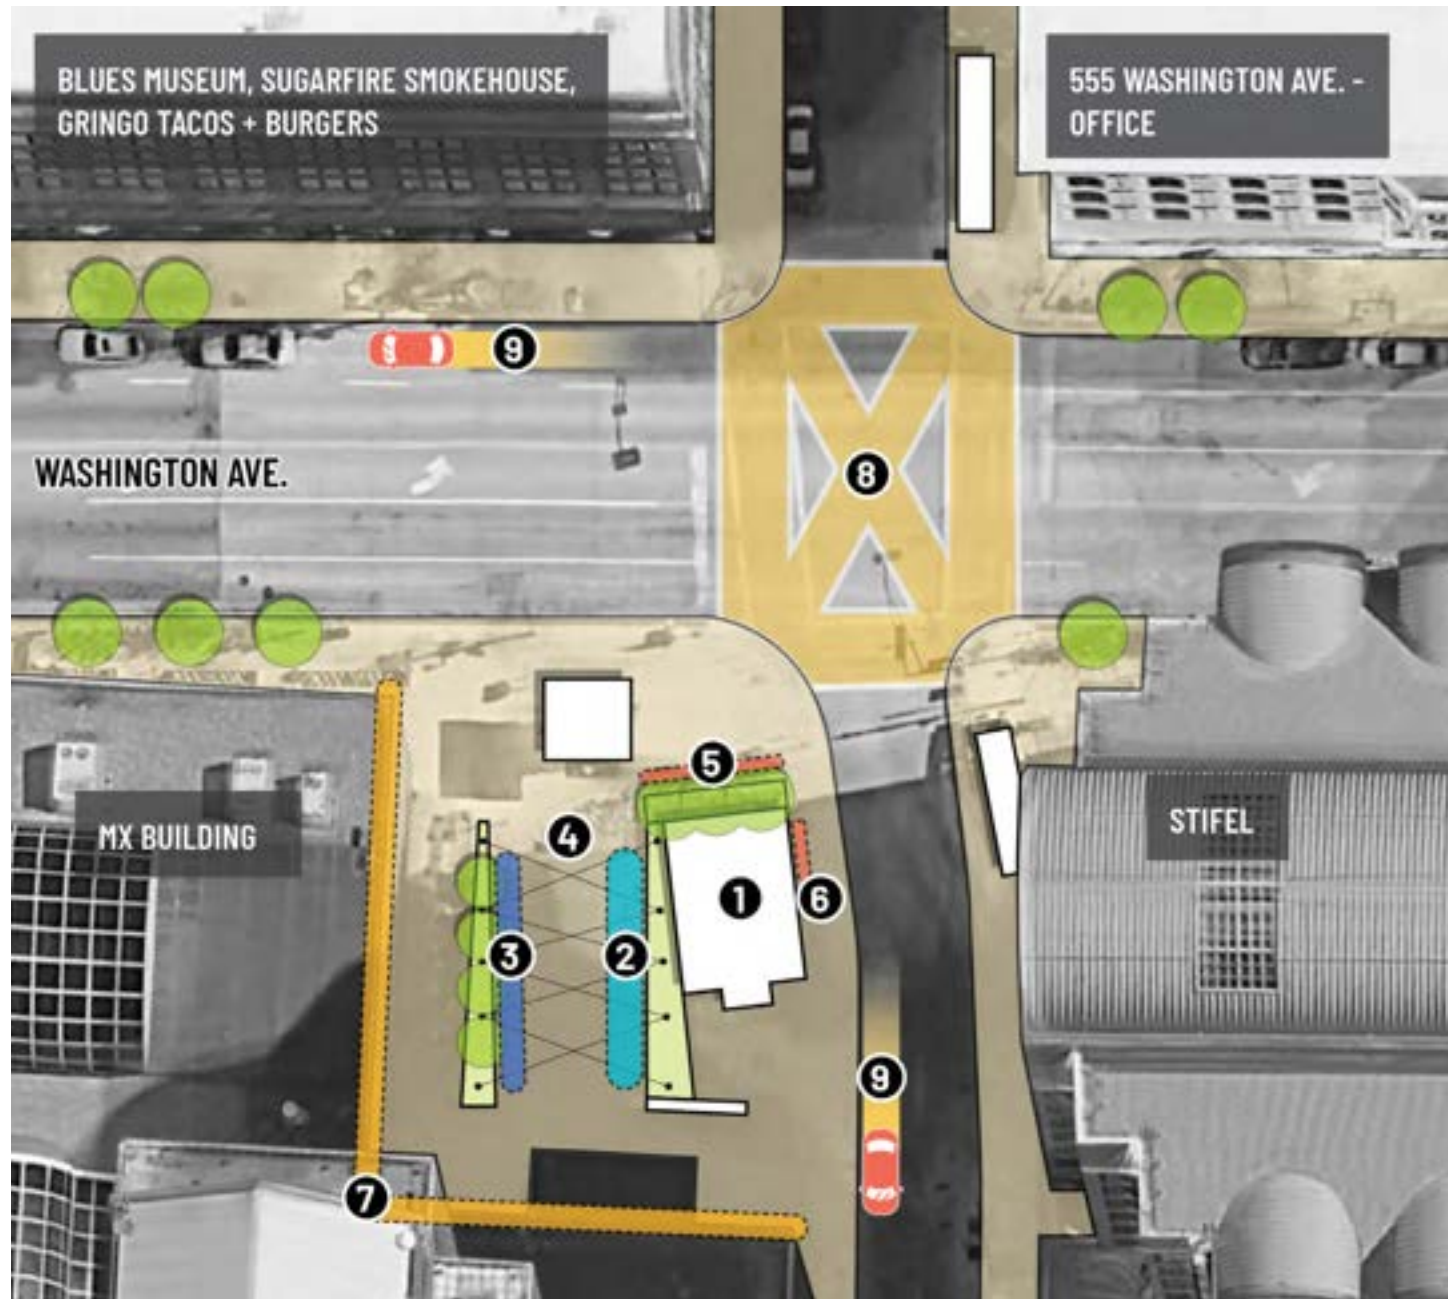 BLUES MUSEUM, SUGARFIRE SMOKEHOUSE,
GRINGO TACOS + BURGERS
555 WASHINGTON AVE. -
OFFICE
9
WASHINGTON AVE.
8
5
MX BUILDING
4
STIFEL
1
6
3
2
9
7